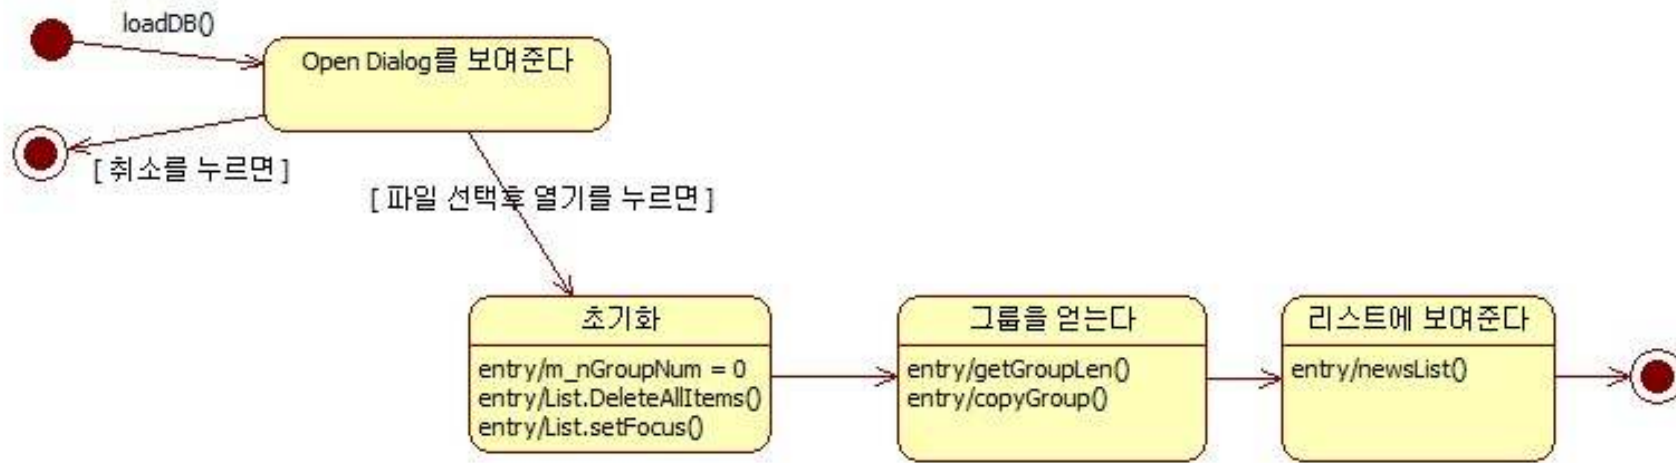 loadDB()
Open Dialog를 보여준다
[ 취소를 누르면 ]
[ 파일 선택후 열기를 누르면 ]
초기화
entry/m_nGroupNum = 0
entry/List.DeleteAllItems()
entry/List.setFocus()
그룹을 얻는다
entry/getGroupLen()
entry/copyGroup()
리스트에 보여준다
entry/newsList()